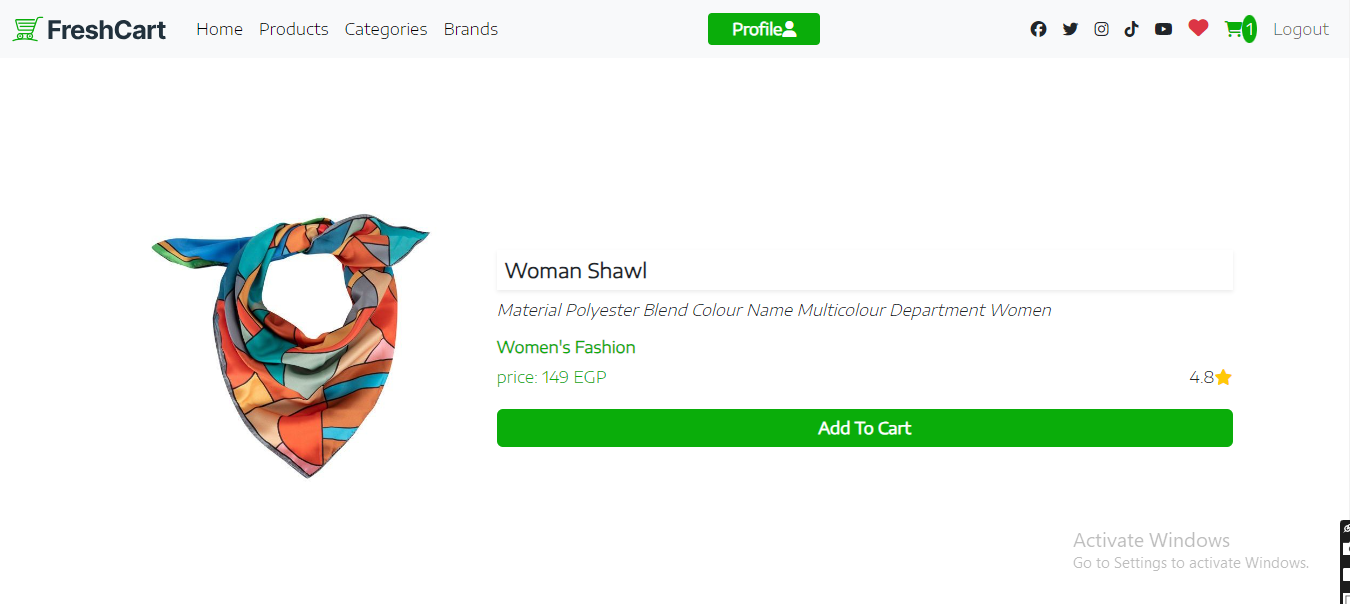 FreshCart Home Products Categories Brands Profile 1 Logout
Woman Shawl
Material Polyester Blend Colour Name Multicolour Department Women
Women's Fashion
price: 149 EGP 4.8
Add To Cart
Activate Windows
Go to Settings to activate Windows.